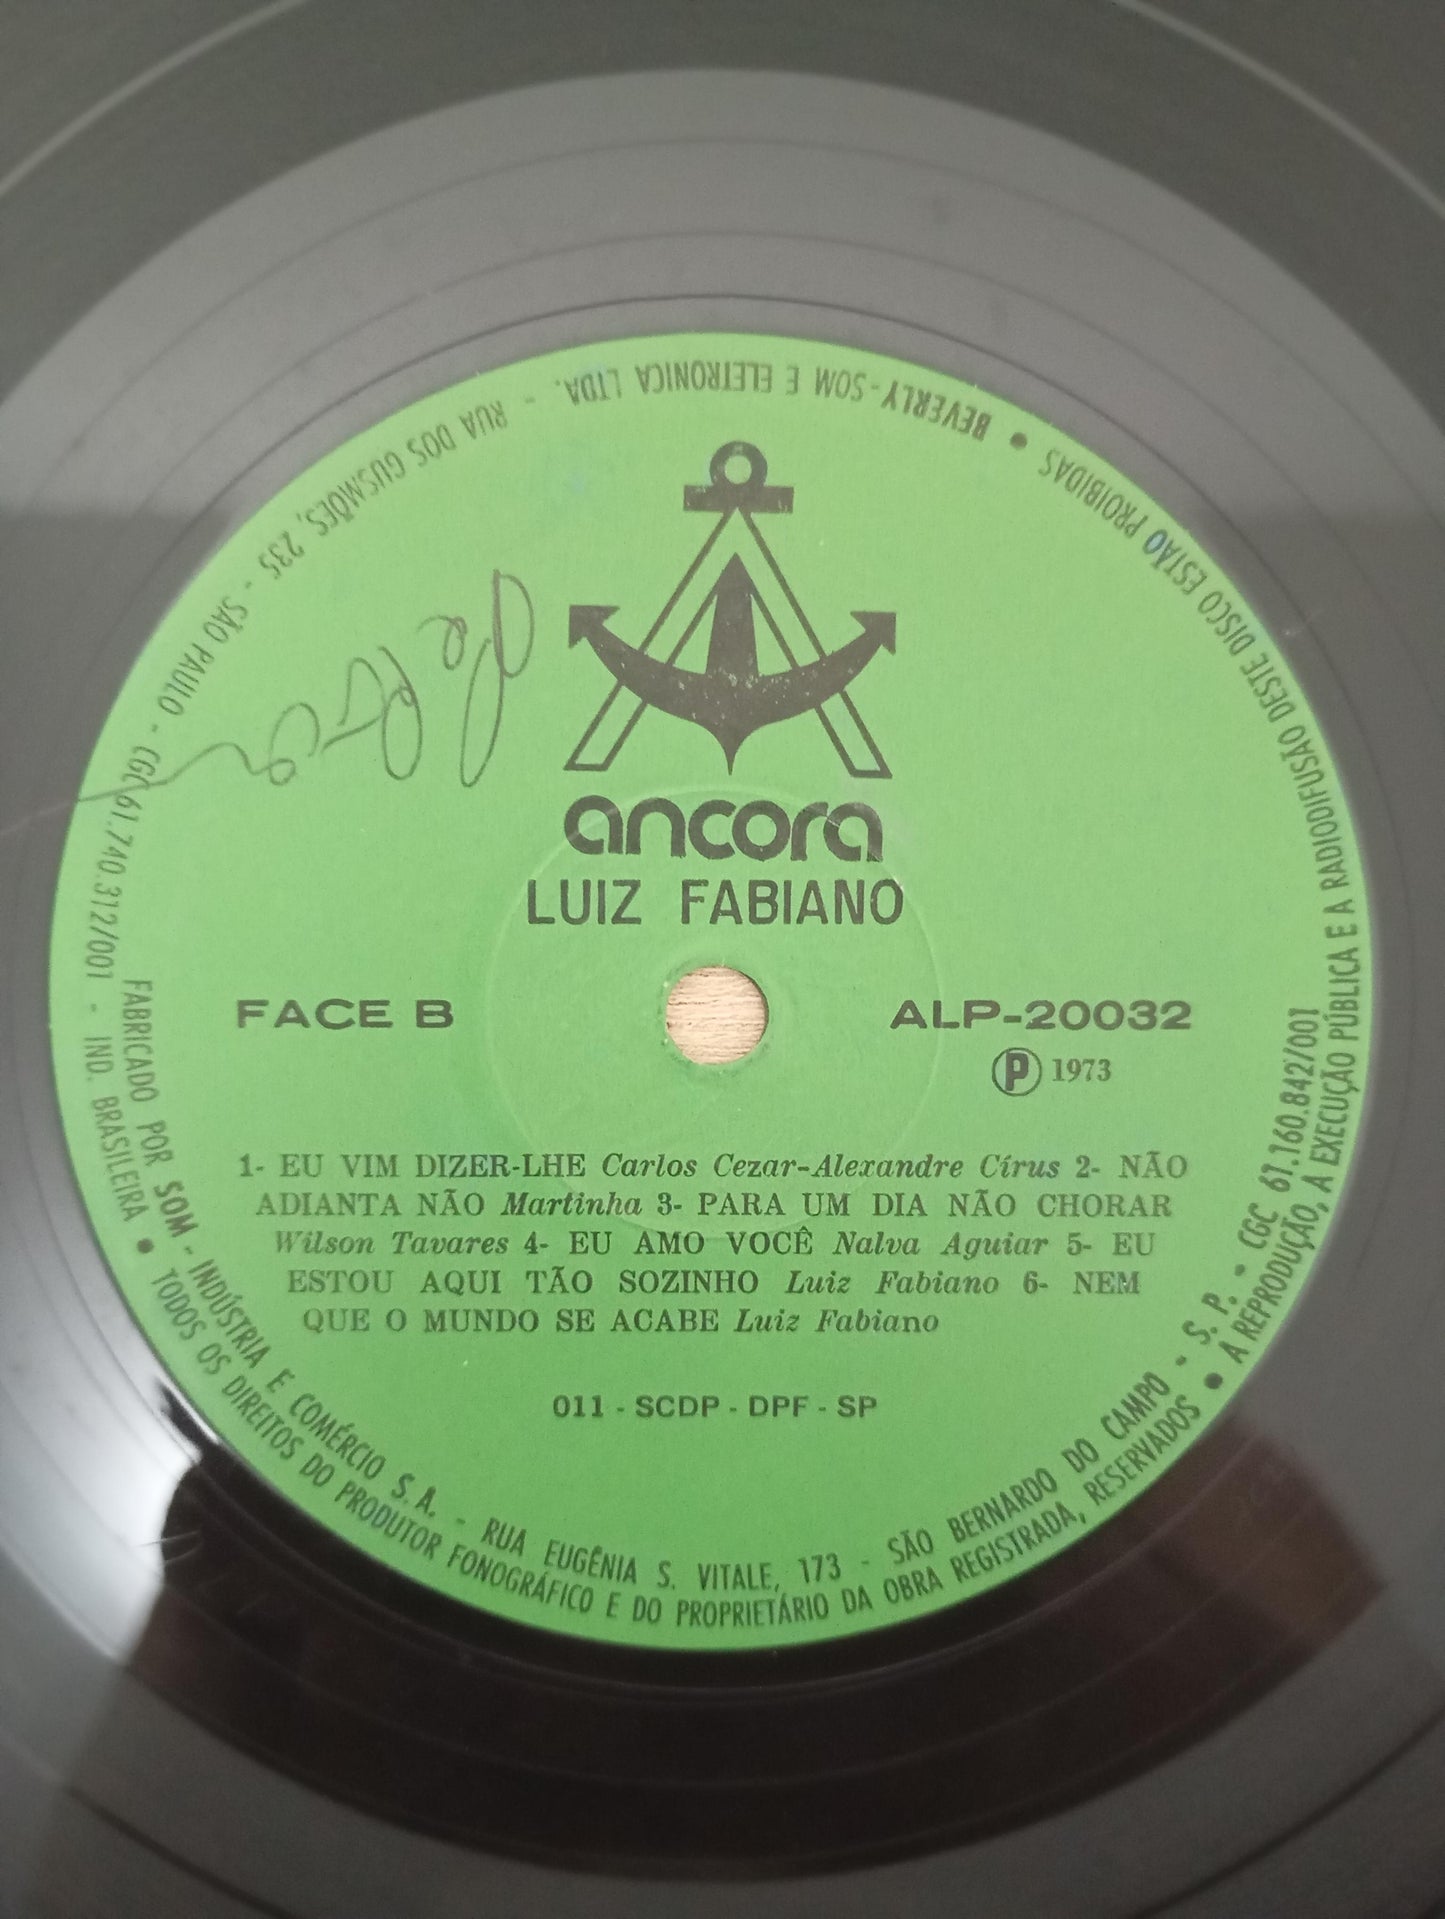 BEVERLY - SOM E ELETRONICA LTDA. - RUA DOS GUSMÕES, 235 - SÃO PAULO - CGC 61.740.312/001 - IND. BRASILEIRA • TODOS OS DIREITOS DO PRODUTOR FONOGRÁFICO E DO PROPRIETÁRIO DA OBRA REGISTRADA, RESERVADOS • A REPRODUÇÃO, A EXECUÇÃO PÚBLICA E A RADIODIFUSÃO DESTE DISCO ESTÃO PROIBIDAS •
ancora
LUIZ FABIANO
FACE B
ALP-20032
Ⓟ 1973
1- EU VIM DIZER-LHE Carlos Cezar-Alexandre Círus 2- NÃO
ADIANTA NÃO Martinha 3- PARA UM DIA NÃO CHORAR
Wilson Tavares 4- EU AMO VOCÊ Nalva Aguiar 5- EU
ESTOU AQUI TÃO SOZINHO Luiz Fabiano 6- NEM
QUE O MUNDO SE ACABE Luiz Fabiano
011 - SCDP - DPF - SP
FABRICADO POR SOM - INDÚSTRIA E COMÉRCIO S. A. - RUA EUGÊNIA S. VITALE, 173 - SÃO BERNARDO DO CAMPO - S. P. - CGC 61.160.842/001